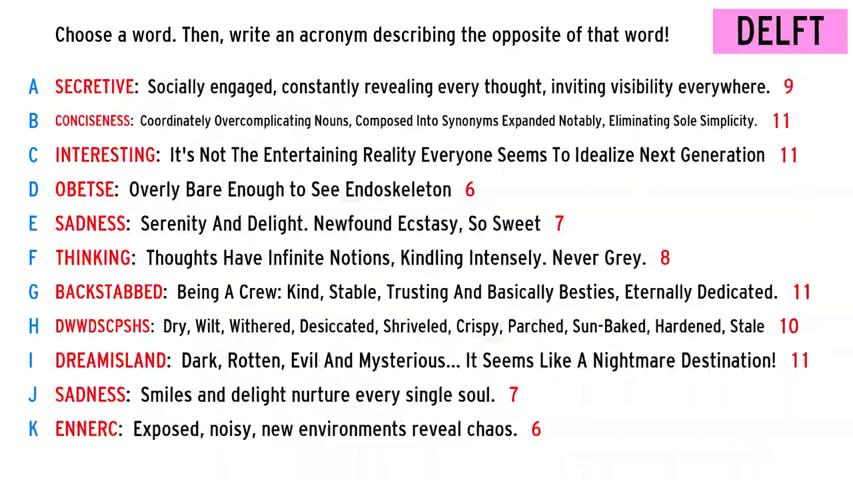 Choose a word. Then, write an acronym describing the opposite of that word!
DELFT
A SECRETIVE: Socially engaged, constantly revealing every thought, inviting visibility everywhere. 9
B CONCISENESS: Coordinately Overcomplicating Nouns, Composed Into Synonyms Expanded Notably, Eliminating Sole Simplicity. 11
C INTERESTING: It's Not The Entertaining Reality Everyone Seems To Idealize Next Generation 11
D OBETSE: Overly Bare Enough to See Endoskeleton 6
E SADNESS: Serenity And Delight. Newfound Ecstasy, So Sweet 7
F THINKING: Thoughts Have Infinite Notions, Kindling Intensely. Never Grey. 8
G BACKSTABBED: Being A Crew: Kind, Stable, Trusting And Basically Besties, Eternally Dedicated. 11
H DWWDSCPSHS: Dry, Wilt, Withered, Desiccated, Shriveled, Crispy, Parched, Sun-Baked, Hardened, Stale 10
I DREAMISLAND: Dark, Rotten, Evil And Mysterious... It Seems Like A Nightmare Destination! 11
J SADNESS: Smiles and delight nurture every single soul. 7
K ENNERC: Exposed, noisy, new environments reveal chaos. 6